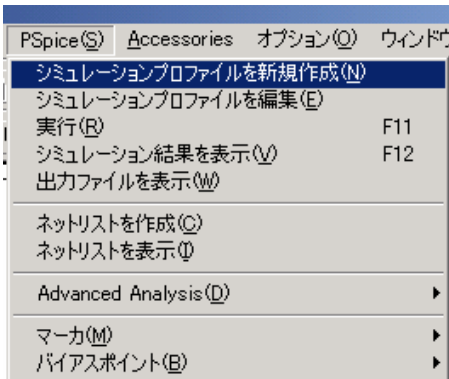 PSpice(S) Accessories オプション(O) ウィンドウ
シミュレーションプロファイルを新規作成(N)
シミュレーションプロファイルを編集(E)
実行(R) F11
シミュレーション結果を表示(V) F12
出力ファイルを表示(W)
ネットリストを作成(C)
ネットリストを表示(I)
Advanced Analysis(D)
マーカ(M)
バイアスポイント(B)